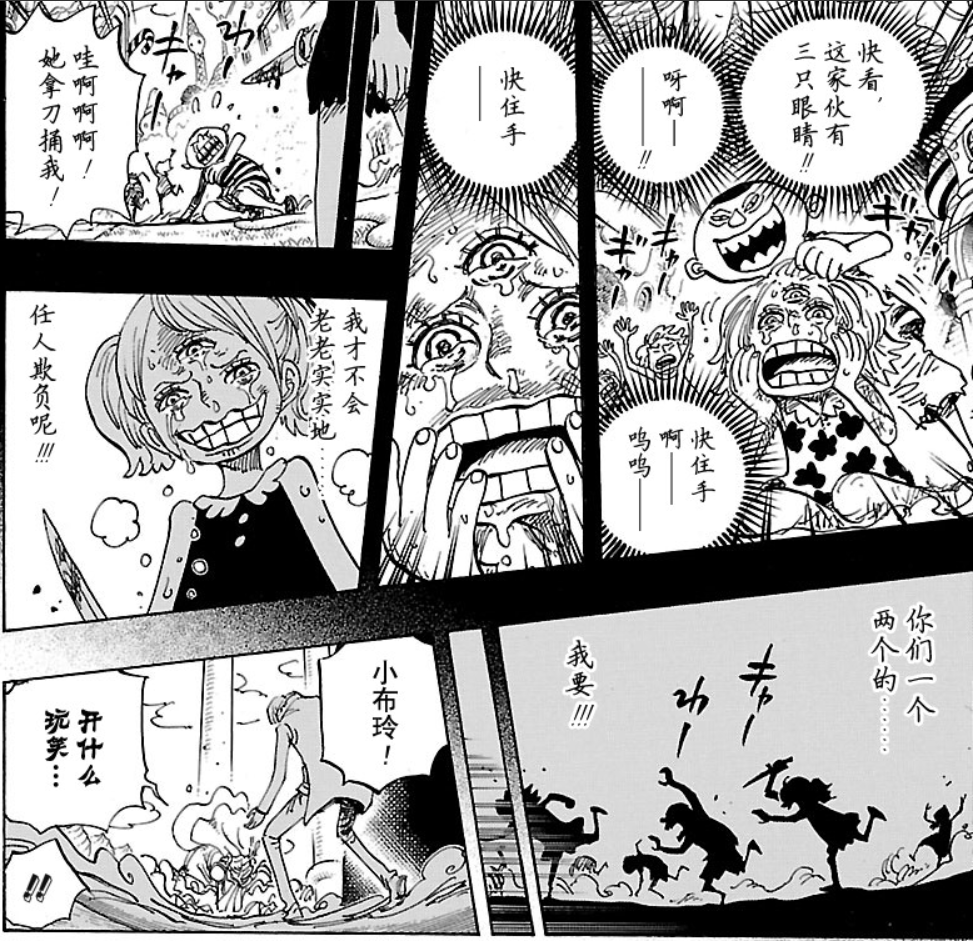 快看,
这家伙有
三只眼睛!!
呀啊——!!
快住手——
快住手
啊——
呜呜——
哇啊啊啊!
她拿刀捅我!
我才不会
老老实实地……
任人欺负呢!!!
你们一个
两个的……
我要!!!
小布玲!
开什么
玩笑…
!!